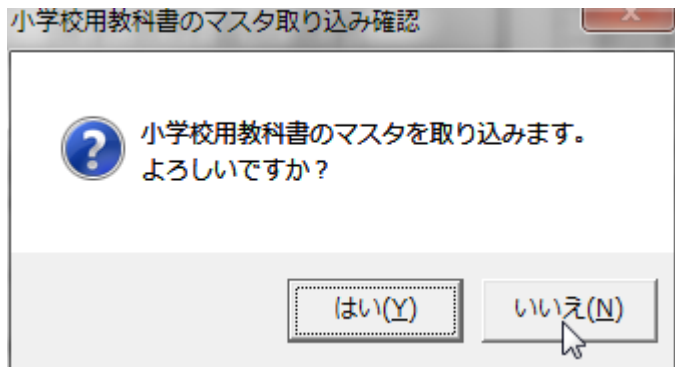 小学校用教科書のマスタ取り込み確認
小学校用教科書のマスタを取り込みます。
よろしいですか？
はい(Y) いいえ(N)